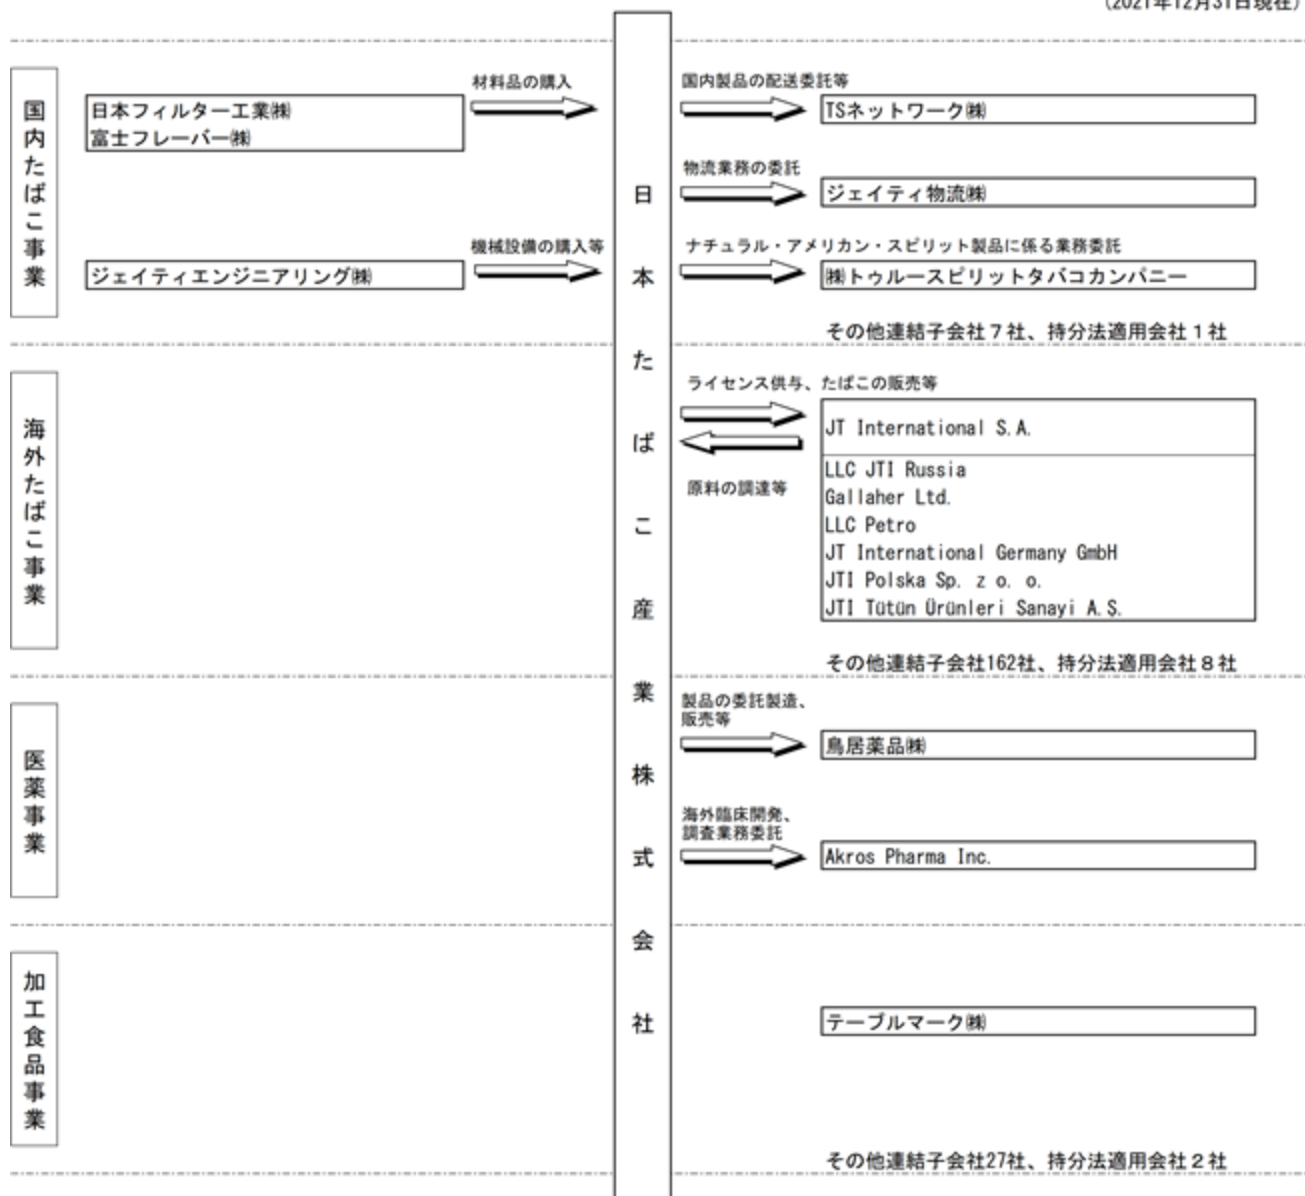 (2021年12月31日現在)
国内たばこ事業
日本フィルター工業㈱
富士フレーバー㈱
材料品の購入
ジェイティエンジニアリング㈱
機械設備の購入等
日本たばこ産業株式会社
国内製品の配送委託等
TSネットワーク㈱
物流業務の委託
ジェイティ物流㈱
ナチュラル・アメリカン・スピリット製品に係る業務委託
㈱トゥルースピリットタバコカンパニー
その他連結子会社7社、持分法適用会社1社
海外たばこ事業
ライセンス供与、たばこの販売等
原料の調達等
JT International S.A.
LLC JTI Russia
Gallaher Ltd.
LLC Petro
JT International Germany GmbH
JTI Polska Sp. z o. o.
JTI Tütün Ürünleri Sanayi A.Ş.
その他連結子会社162社、持分法適用会社8社
医薬事業
製品の委託製造、
販売等
鳥居薬品㈱
海外臨床開発、
調査業務委託
Akros Pharma Inc.
加工食品事業
テーブルマーク㈱
その他連結子会社27社、持分法適用会社2社